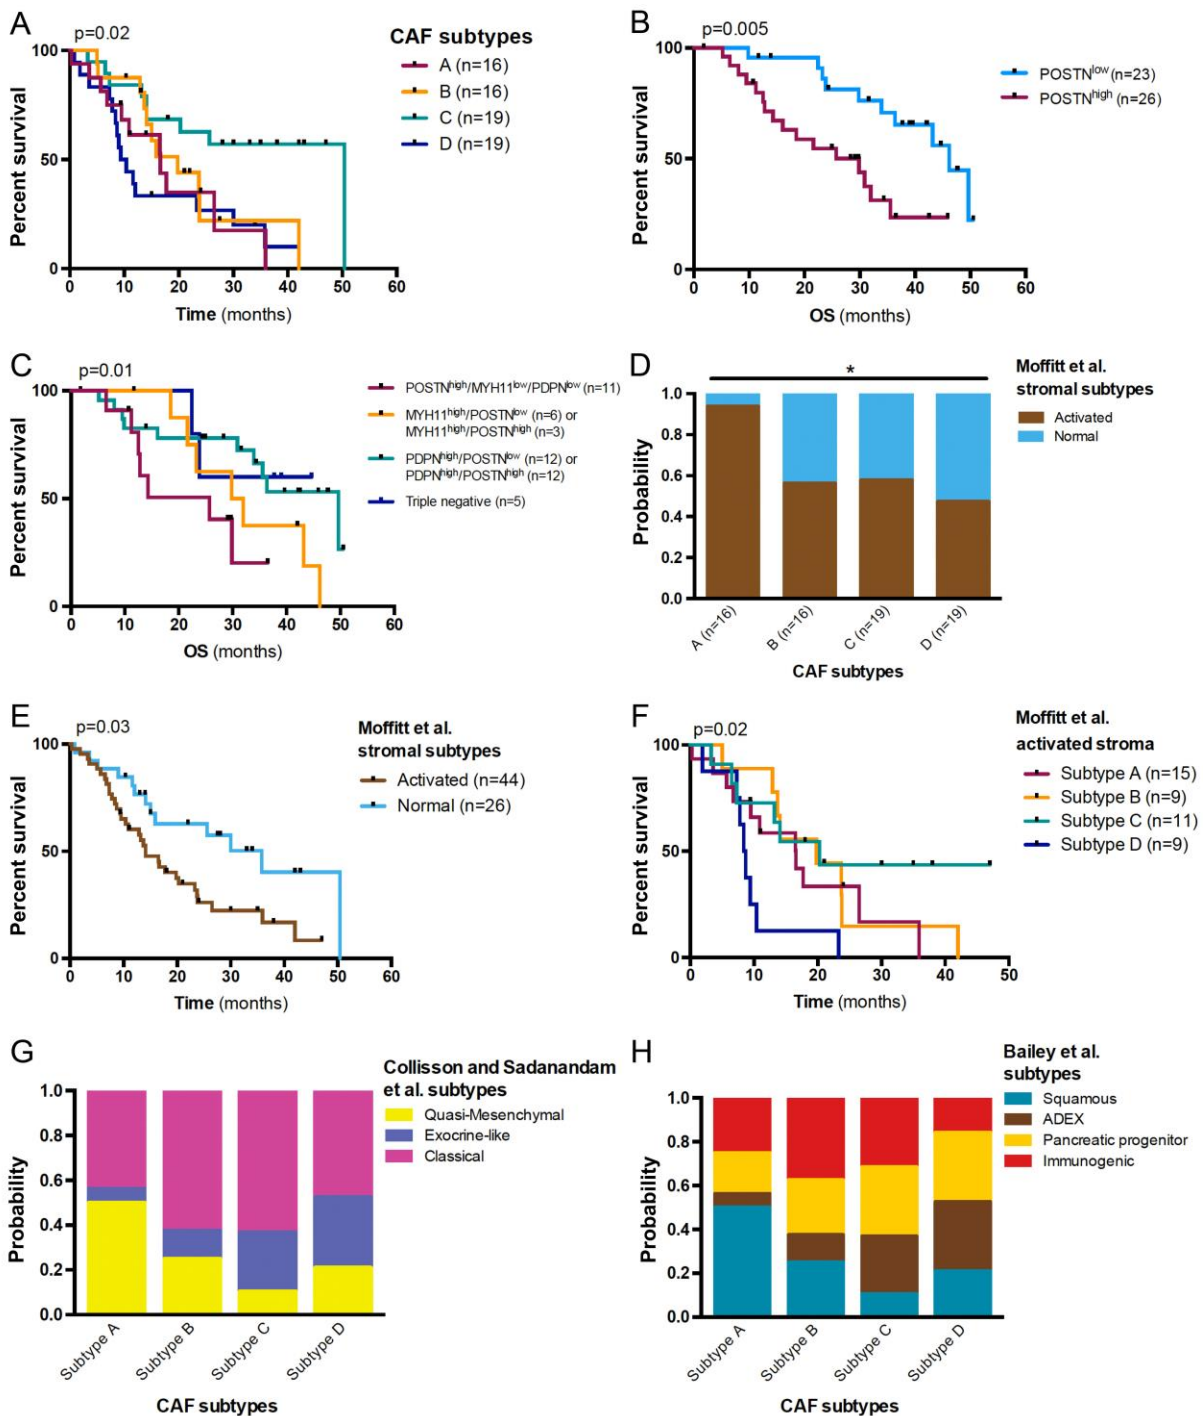 A
p=0.02
CAF subtypes
A (n=16)
B (n=16)
C (n=19)
D (n=19)
Percent survival
100
50
0
0 10 20 30 40 50 60
Time (months)
B
p=0.005
POSTNlow (n=23)
POSTNhigh (n=26)
Percent survival
100
50
0
0 10 20 30 40 50 60
OS (months)
C
p=0.01
POSTNhigh/MYH11low/PDPNlow (n=11)
MYH11high/POSTNlow (n=6) or
MYH11high/POSTNhigh (n=3)
PDPNhigh/POSTNlow (n=12) or
PDPNhigh/POSTNhigh (n=12)
Triple negative (n=5)
Percent survival
100
50
0
0 10 20 30 40 50 60
OS (months)
D
*
Moffitt et al.
stromal subtypes
Activated
Normal
Probability
1.0
0.8
0.6
0.4
0.2
0.0
A (n=16)
B (n=16)
C (n=19)
D (n=19)
CAF subtypes
E
p=0.03
Moffitt et al.
stromal subtypes
Activated (n=44)
Normal (n=26)
Percent survival
100
50
0
0 10 20 30 40 50 60
Time (months)
F
p=0.02
Moffitt et al.
activated stroma
Subtype A (n=15)
Subtype B (n=9)
Subtype C (n=11)
Subtype D (n=9)
Percent survival
100
50
0
0 10 20 30 40 50
Time (months)
G
Collisson and Sadanandam
et al. subtypes
Quasi-Mesenchymal
Exocrine-like
Classical
Probability
1.0
0.8
0.6
0.4
0.2
0.0
Subtype A
Subtype B
Subtype C
Subtype D
CAF subtypes
H
Bailey et al.
subtypes
Squamous
ADEX
Pancreatic progenitor
Immunogenic
Probability
1.0
0.8
0.6
0.4
0.2
0.0
Subtype A
Subtype B
Subtype C
Subtype D
CAF subtypes